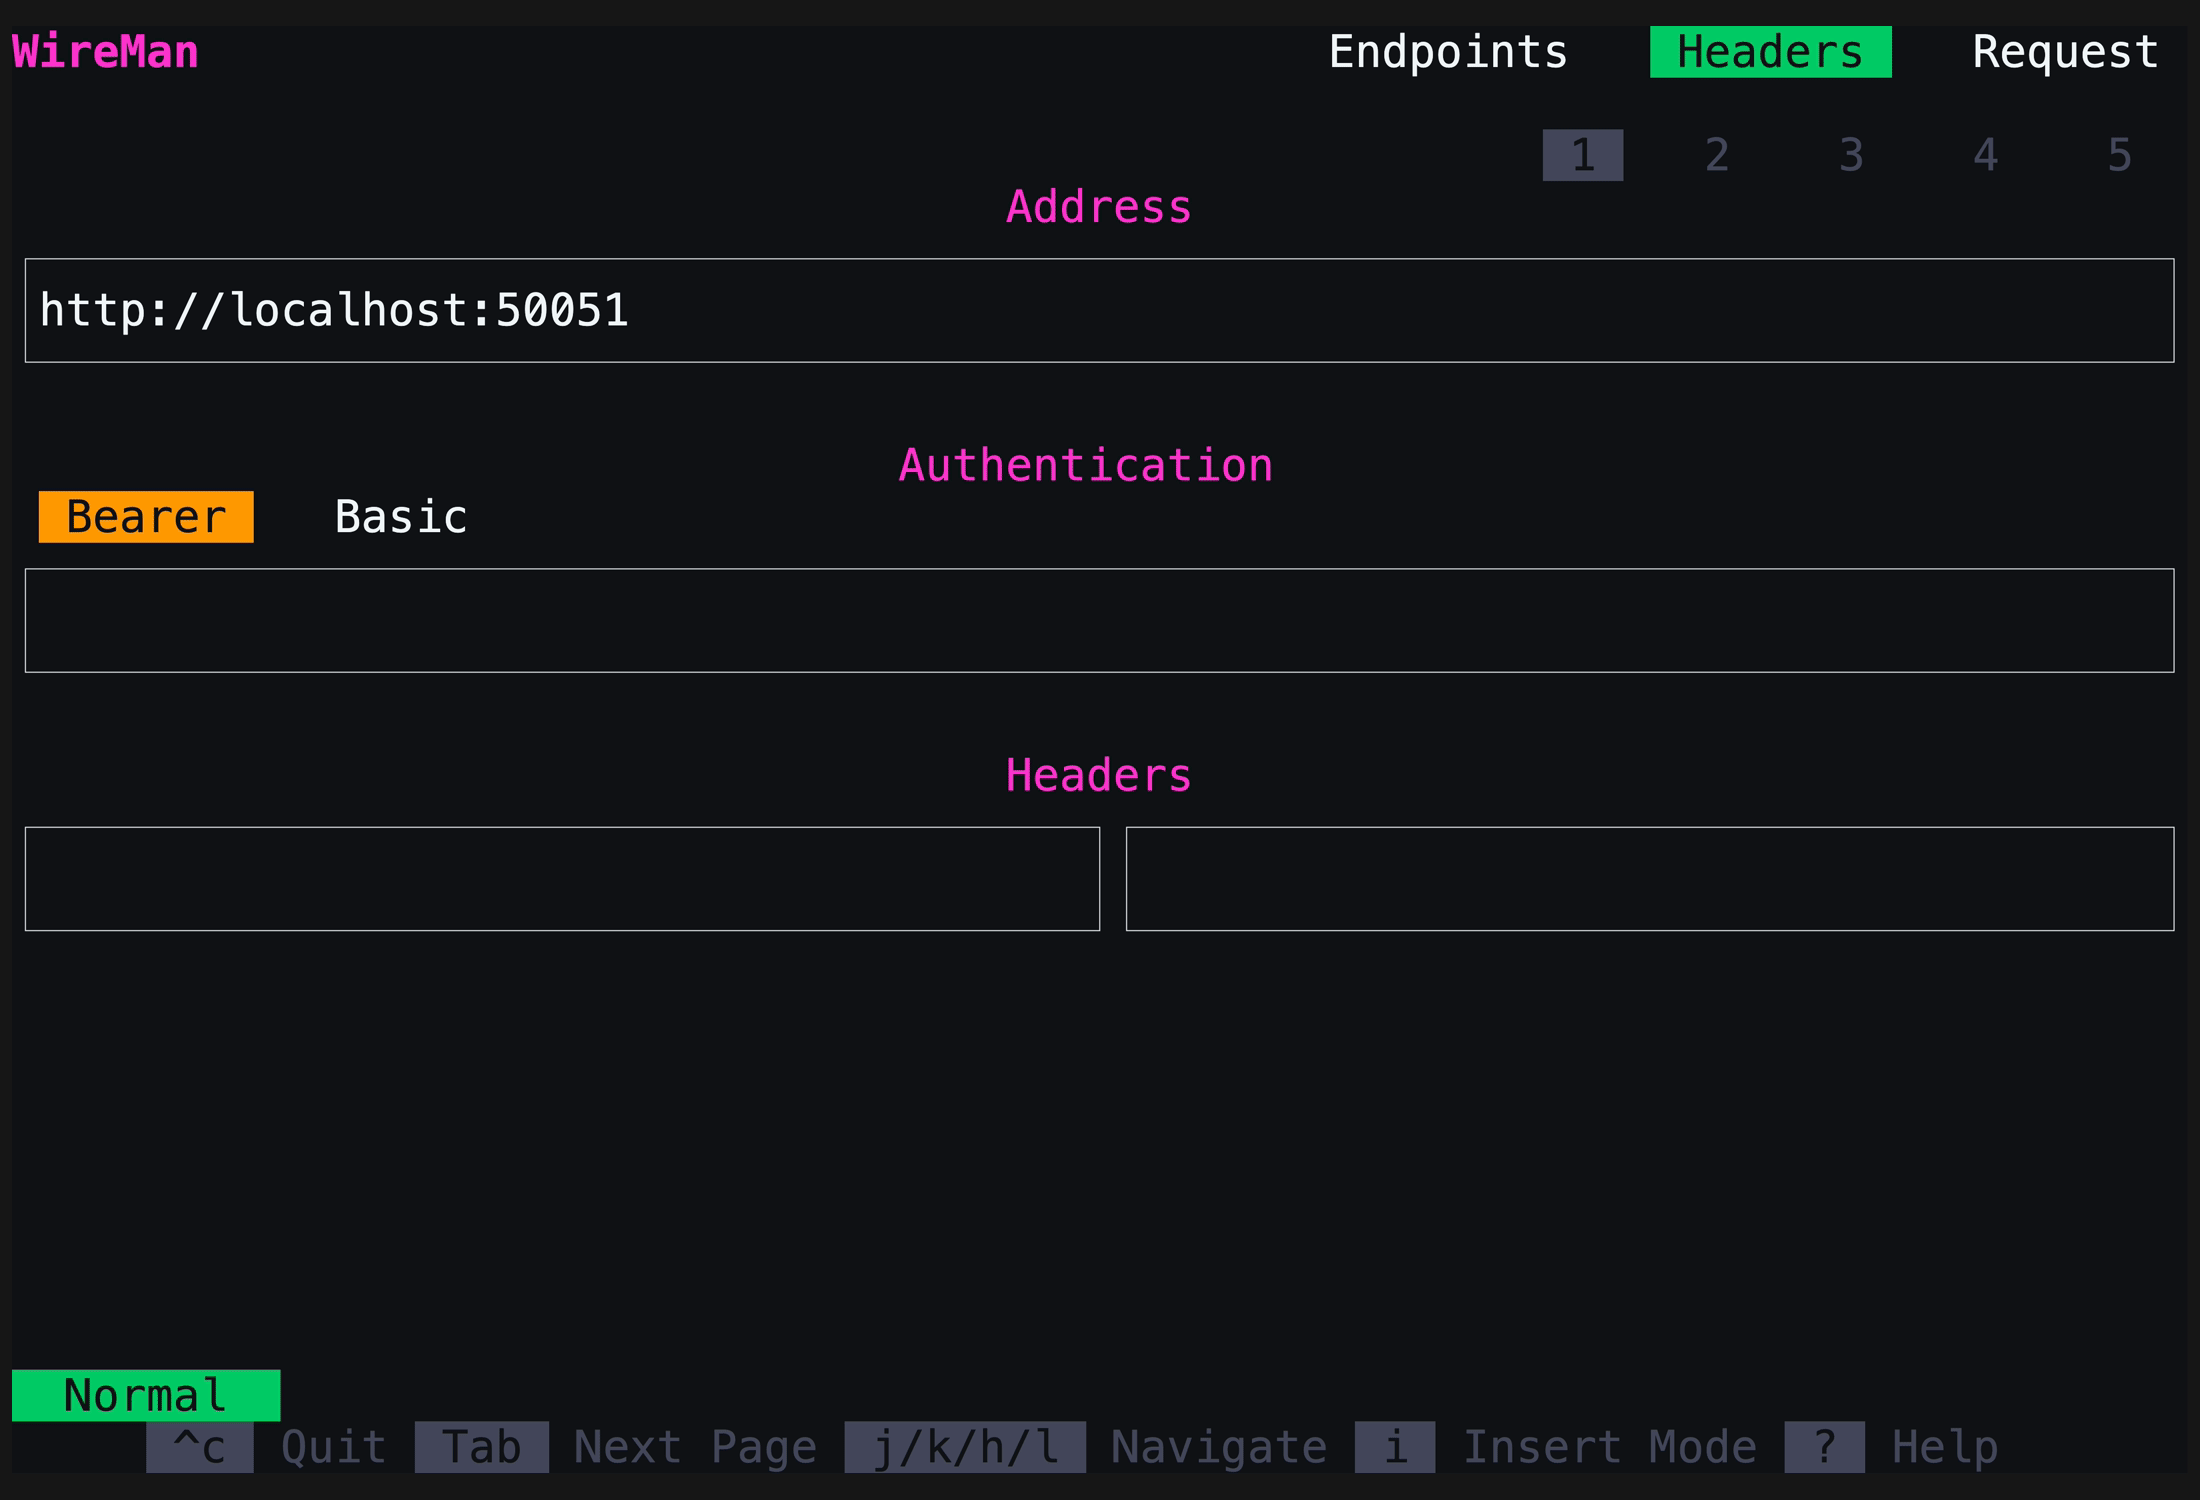 WireMan Endpoints Headers Request
1 2 3 4 5
Address
http://localhost:50051
Authentication
Bearer Basic
Headers
Normal
^c Quit Tab Next Page j/k/h/l Navigate i Insert Mode ? Help